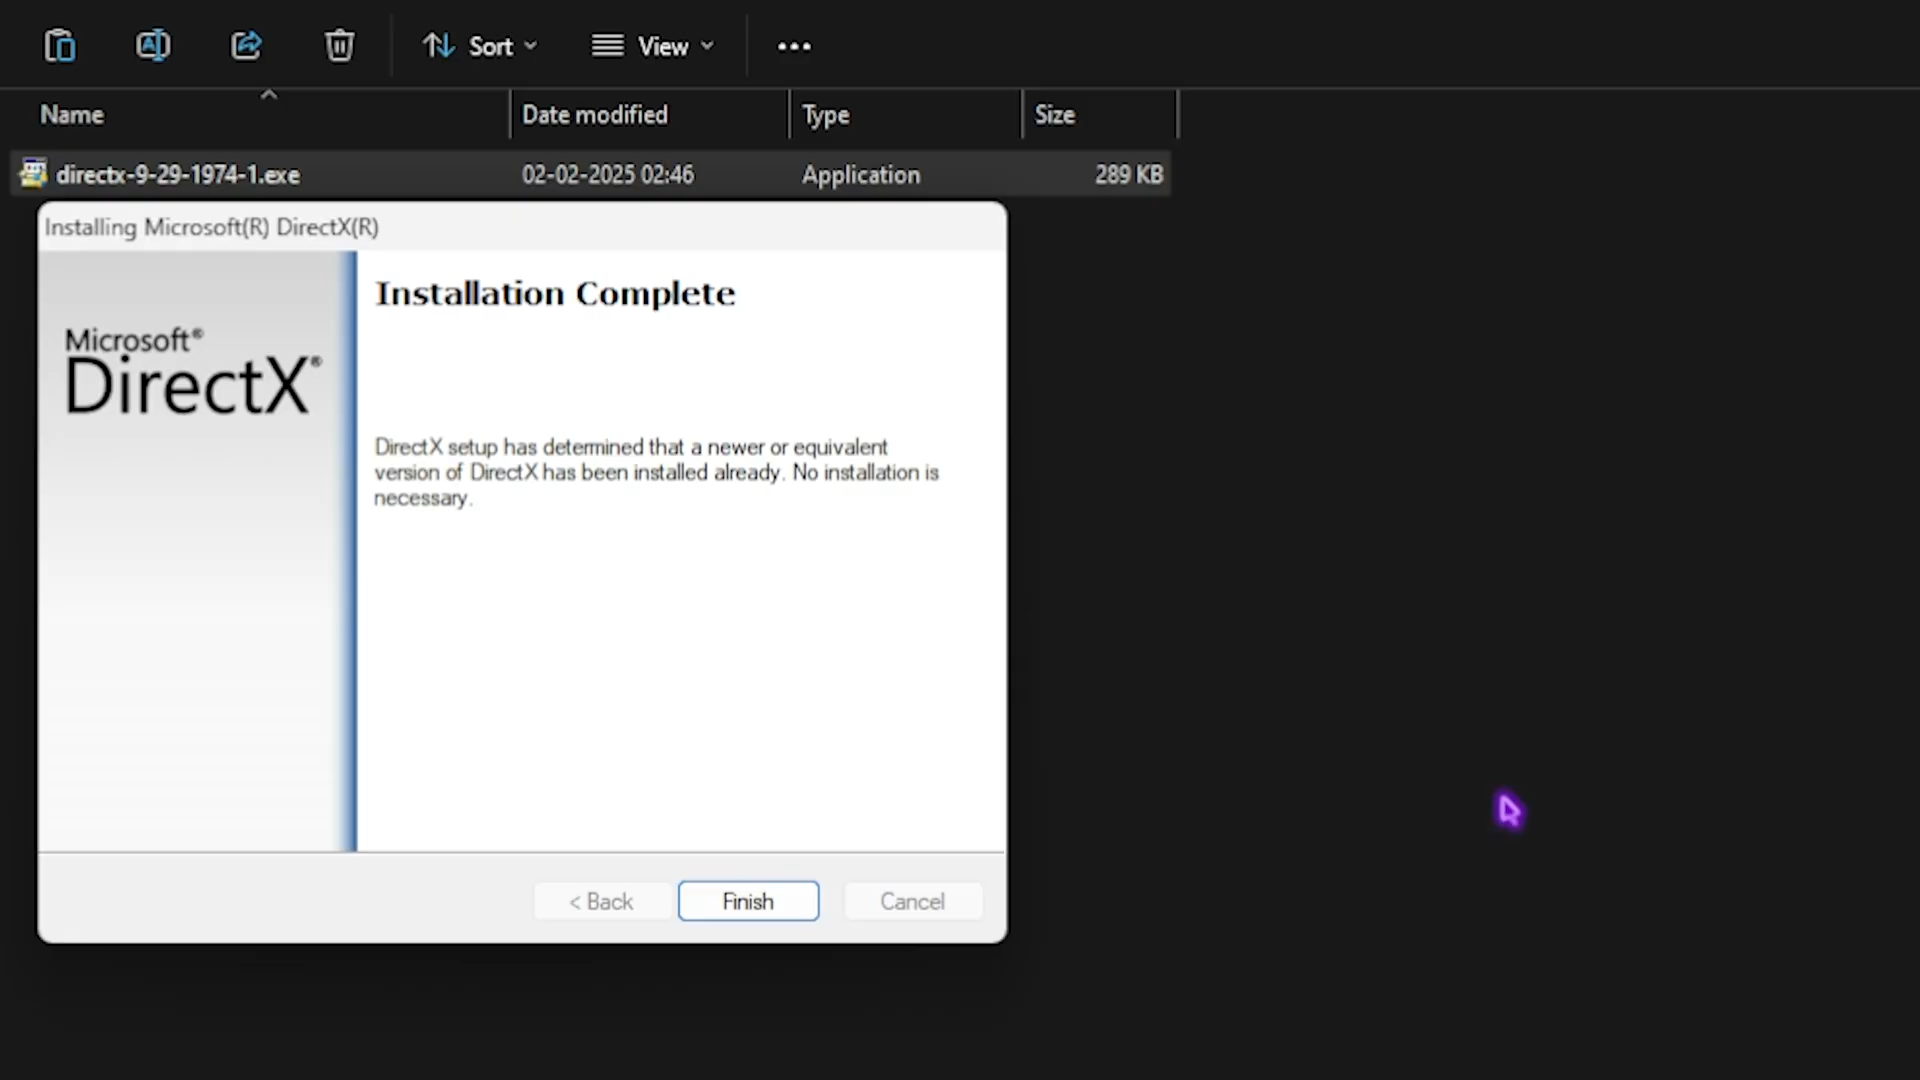 Sort View
Name Date modified Type Size
directx-9-29-1974-1.exe 02-02-2025 02:46 Application 289 KB
Installing Microsoft(R) DirectX(R)
Installation Complete
Microsoft®
DirectX®
DirectX setup has determined that a newer or equivalent
version of DirectX has been installed already. No installation is
necessary.
< Back Finish Cancel